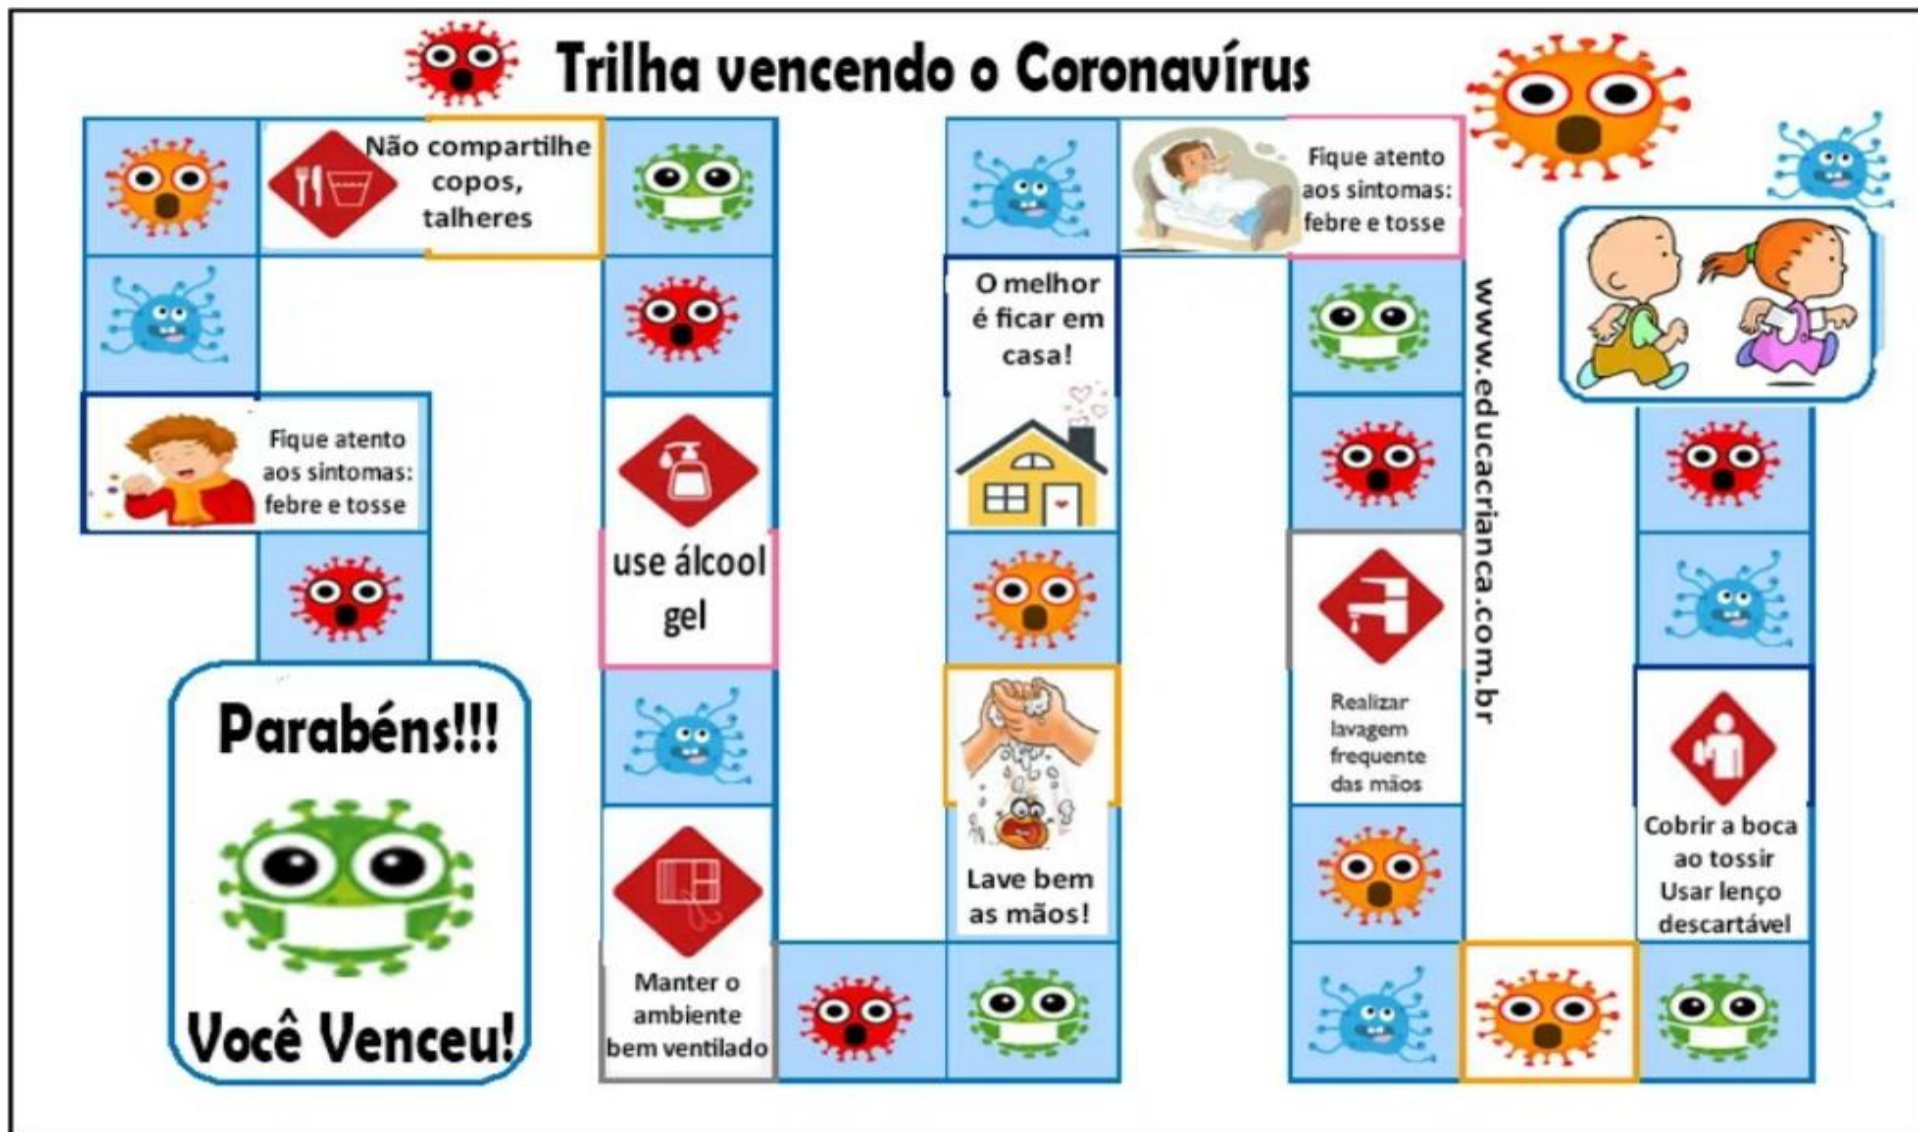 Trilha vencendo o Coronavírus
Não compartilhe
copos,
talheres
Fique atento
aos sintomas:
febre e tosse
O melhor
é ficar em
casa!
www.educacrianca.com.br
Fique atento
aos sintomas:
febre e tosse
use álcool
gel
Realizar
lavagem
frequente
das mãos
Parabéns!!!
Cobrir a boca
ao tossir
Usar lenço
descartável
Lave bem
as mãos!
Manter o
ambiente
bem ventilado
Você Venceu!